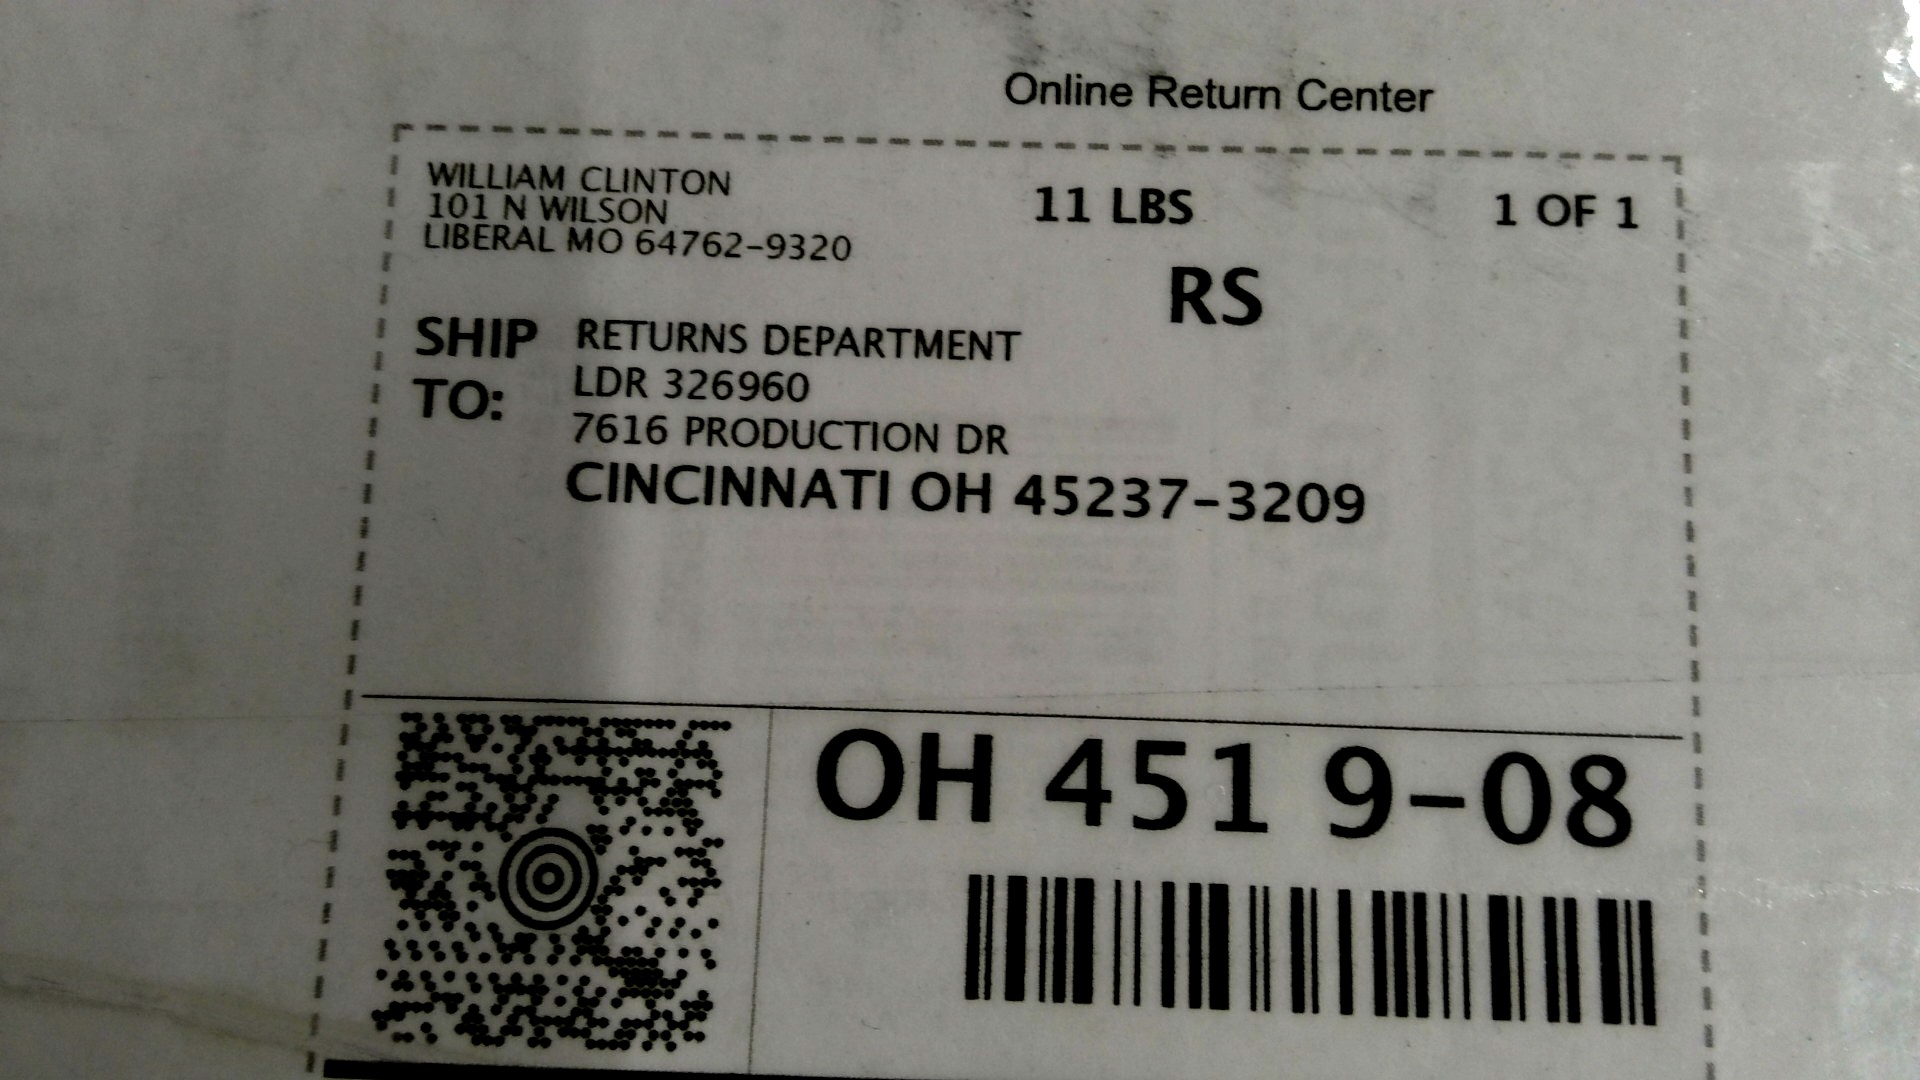 Online Return Center
WILLIAM CLINTON
101 N WILSON
LIBERAL MO 64762-9320
11 LBS
1 OF 1
RS
SHIP TO:
RETURNS DEPARTMENT
LDR 326960
7616 PRODUCTION DR
CINCINNATI OH 45237-3209
OH 451 9-08